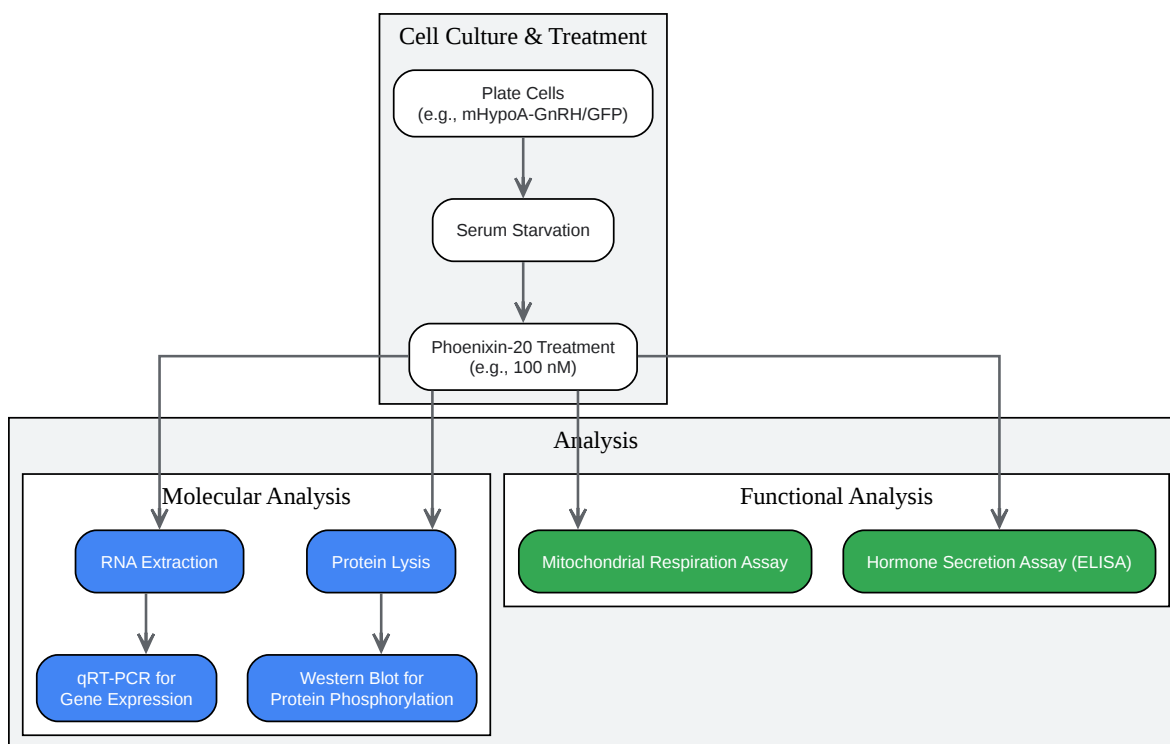 Cell Culture & Treatment
Plate Cells
(e.g., mHypoA-GnRH/GFP)
Serum Starvation
Phoenixin-20 Treatment
(e.g., 100 nM)
Analysis
Molecular Analysis
Functional Analysis
RNA Extraction
Protein Lysis
Mitochondrial Respiration Assay
Hormone Secretion Assay (ELISA)
qRT-PCR for
Gene Expression
Western Blot for
Protein Phosphorylation